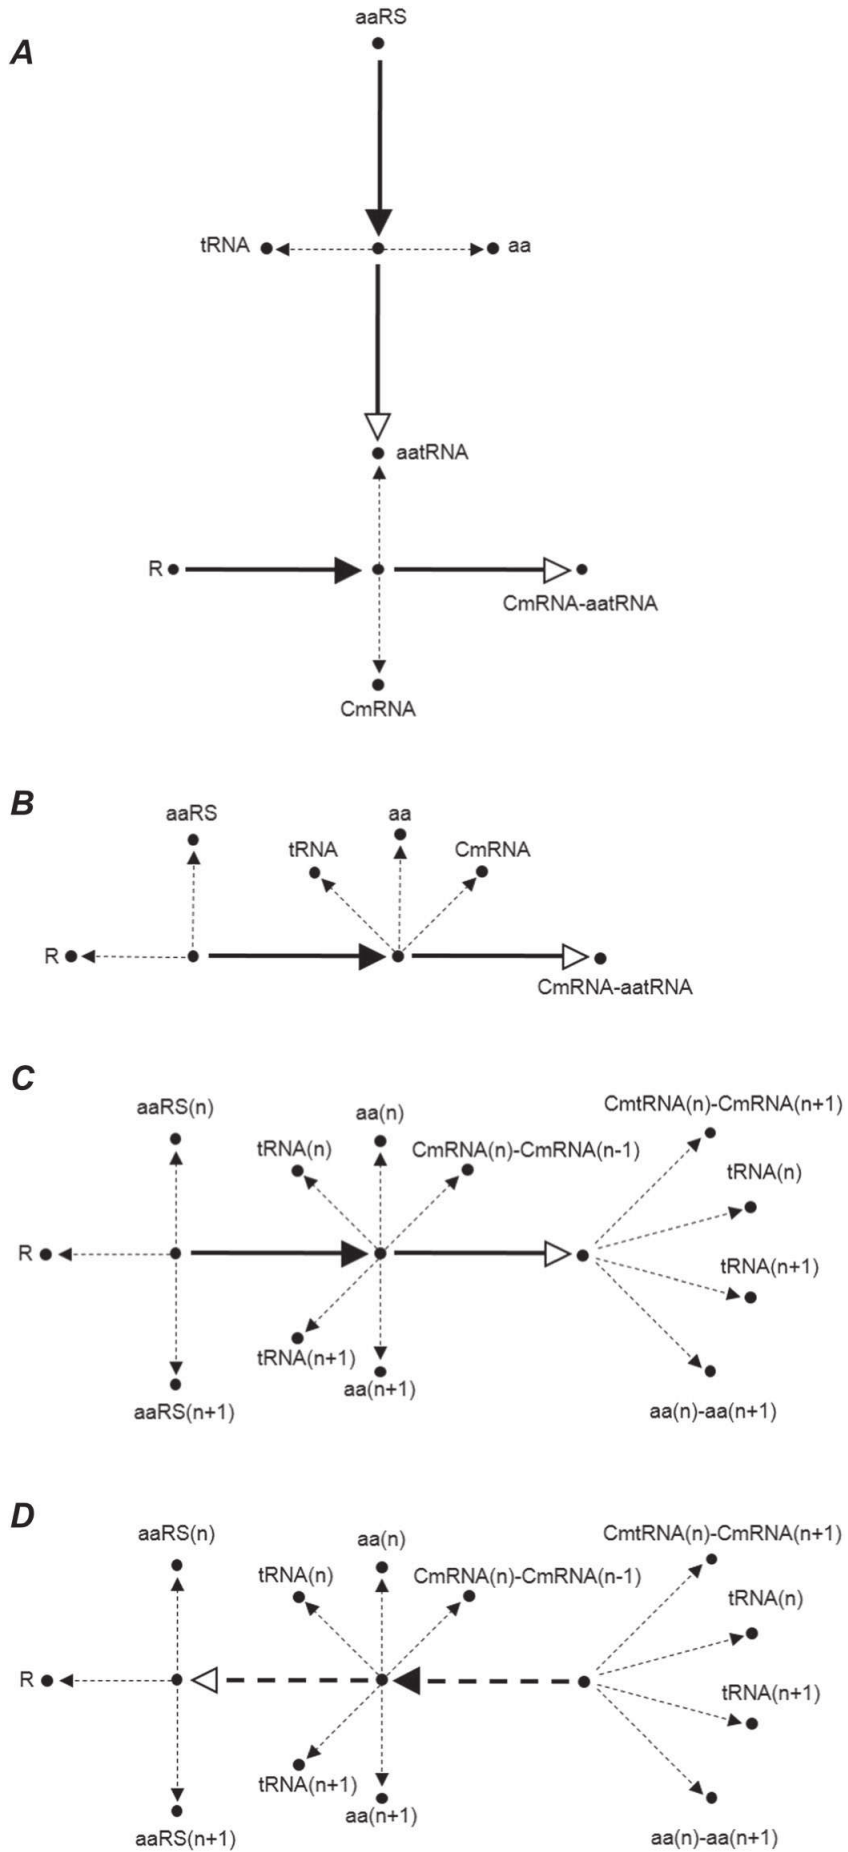 A
aaRS
tRNA
aa
aatRNA
R
CmRNA-aatRNA
CmRNA
B
aaRS
aa
tRNA
CmRNA
R
CmRNA-aatRNA
C
aaRS(n)
aa(n)
CmtRNA(n)-CmRNA(n+1)
tRNA(n)
CmRNA(n)-CmRNA(n-1)
tRNA(n)
R
tRNA(n+1)
tRNA(n+1)
aa(n+1)
aaRS(n+1)
aa(n)-aa(n+1)
D
aaRS(n)
aa(n)
CmtRNA(n)-CmRNA(n+1)
tRNA(n)
CmRNA(n)-CmRNA(n-1)
tRNA(n)
R
tRNA(n+1)
tRNA(n+1)
aa(n+1)
aaRS(n+1)
aa(n)-aa(n+1)